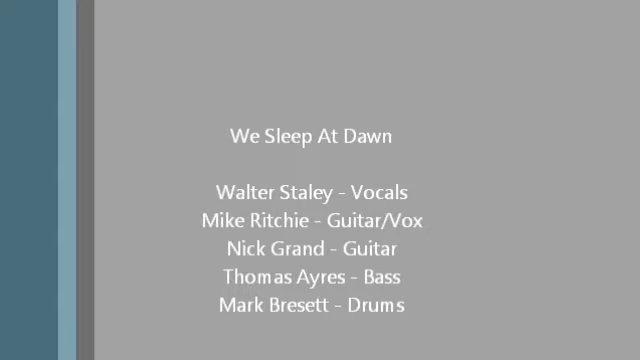 We Sleep At Dawn
Walter Staley - Vocals
Mike Ritchie - Guitar/Vox
Nick Grand - Guitar
Thomas Ayres - Bass
Mark Bresett - Drums